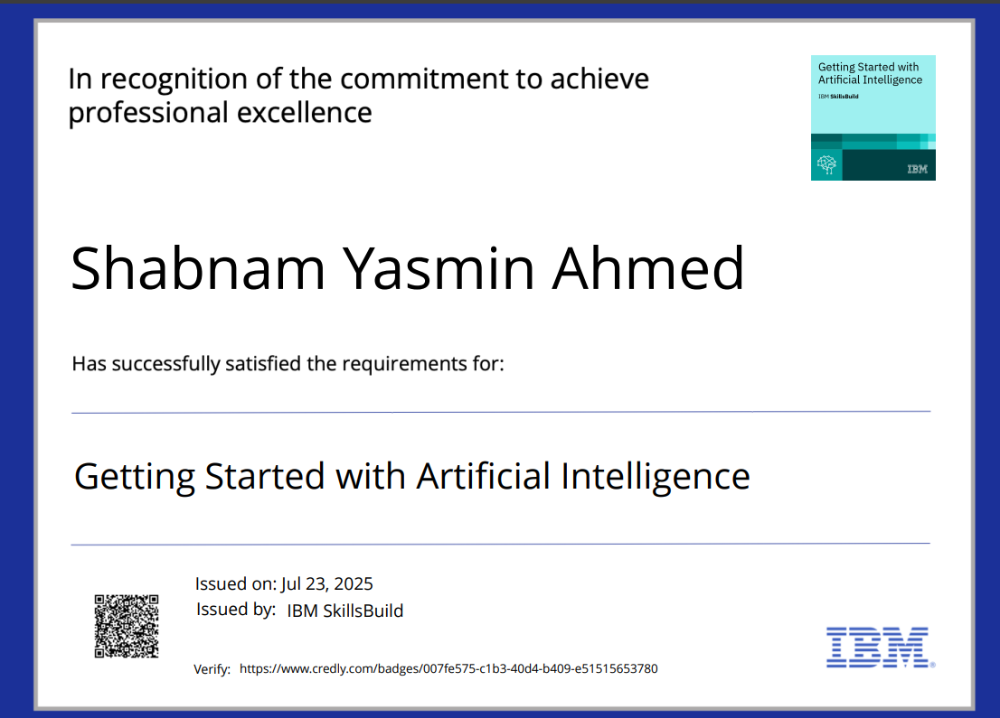 In recognition of the commitment to achieve
professional excellence
Getting Started with
Artificial Intelligence
IBM SkillsBuild
IBM
Shabnam Yasmin Ahmed
Has successfully satisfied the requirements for:
Getting Started with Artificial Intelligence
Issued on: Jul 23, 2025
Issued by: IBM SkillsBuild
Verify: https://www.credly.com/badges/007fe575-c1b3-40d4-b409-e51515653780
IBM®